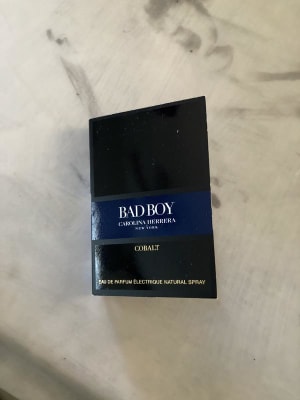 BAD BOY
CAROLINA HERRERA
NEW YORK
COBALT
EAU DE PARFUM ÉLECTRIQUE NATURAL SPRAY